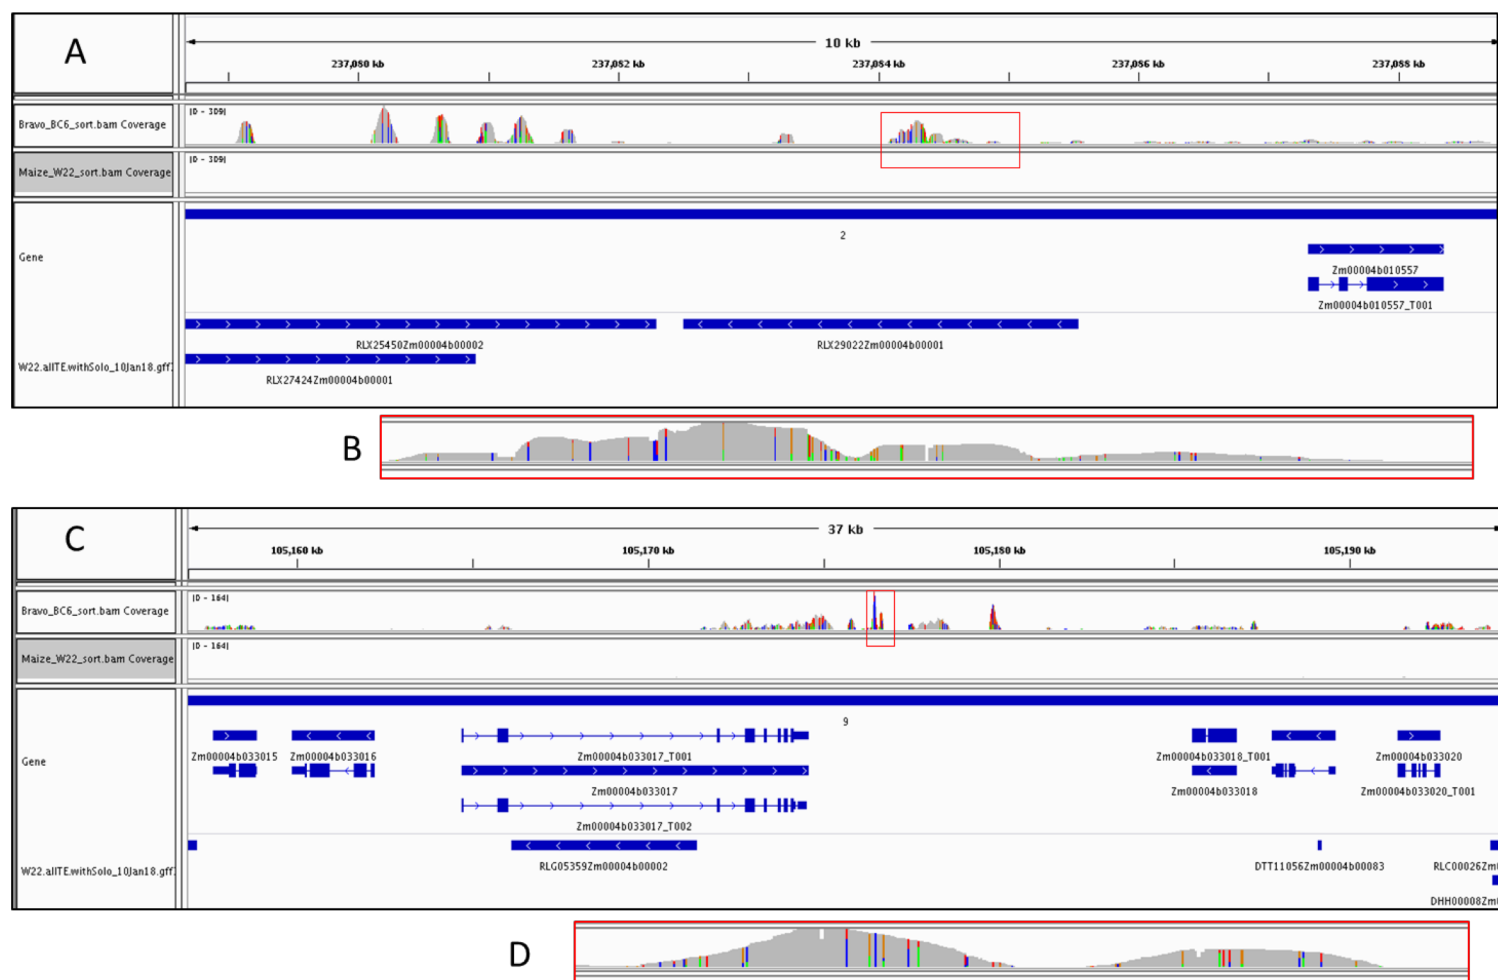 A
10 kb
237,080 kb 237,082 kb 237,084 kb 237,086 kb 237,088 kb
Bravo_BC6_sort.bam Coverage
[0 - 309]
Maize_W22_sort.bam Coverage
[0 - 309]
2
Gene
Zm00004b010557
Zm00004b010557_T001
RLX25450Zm00004b00002 RLX29022Zm00004b00001
W22.allTE.withSolo_10Jan18.gff3
RLX27424Zm00004b00001
B
C
37 kb
105,160 kb 105,170 kb 105,180 kb 105,190 kb
Bravo_BC6_sort.bam Coverage
[0 - 164]
Maize_W22_sort.bam Coverage
[0 - 164]
9
Zm00004b033015 Zm00004b033016 Zm00004b033017_T001 Zm00004b033018_T001 Zm00004b033020
Gene
Zm00004b033017 Zm00004b033018 Zm00004b033020_T001
Zm00004b033017_T002
RLG05359Zm00004b00002 DTT11056Zm00004b00083 RLC00026Zm
W22.allTE.withSolo_10Jan18.gff3
DHH00008Zm
D